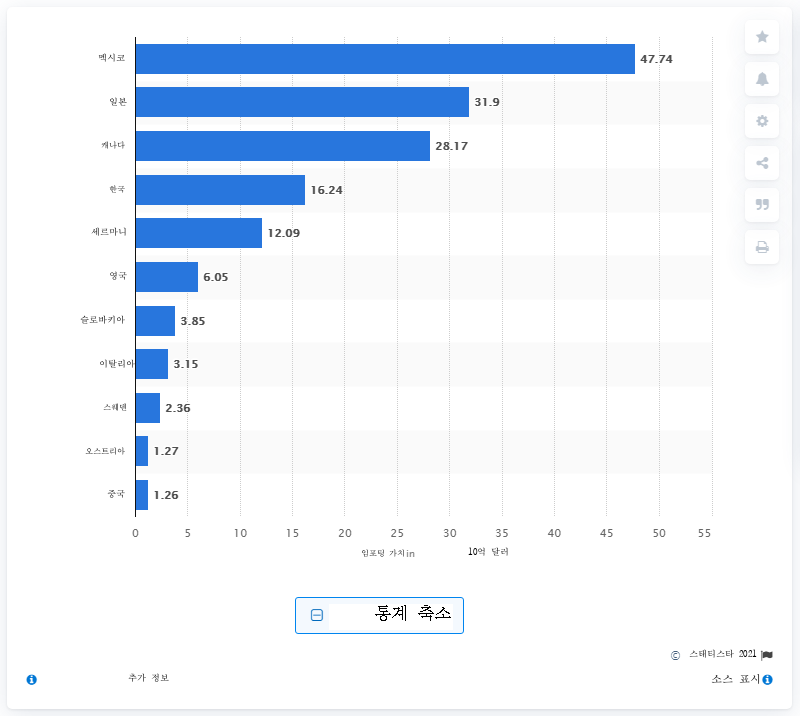 멕시코 47.74
일본 31.9
캐나다 28.17
한국 16.24
세르마니 12.09
영국 6.05
슬로바키아 3.85
이탈리아 3.15
스웨덴 2.36
오스트리아 1.27
중국 1.26
0 5 10 15 20 25 30 35 40 45 50 55
임포팅 가치in 10억 달러
통계 축소
© 스태티스타 2021
추가 정보 소스 표시